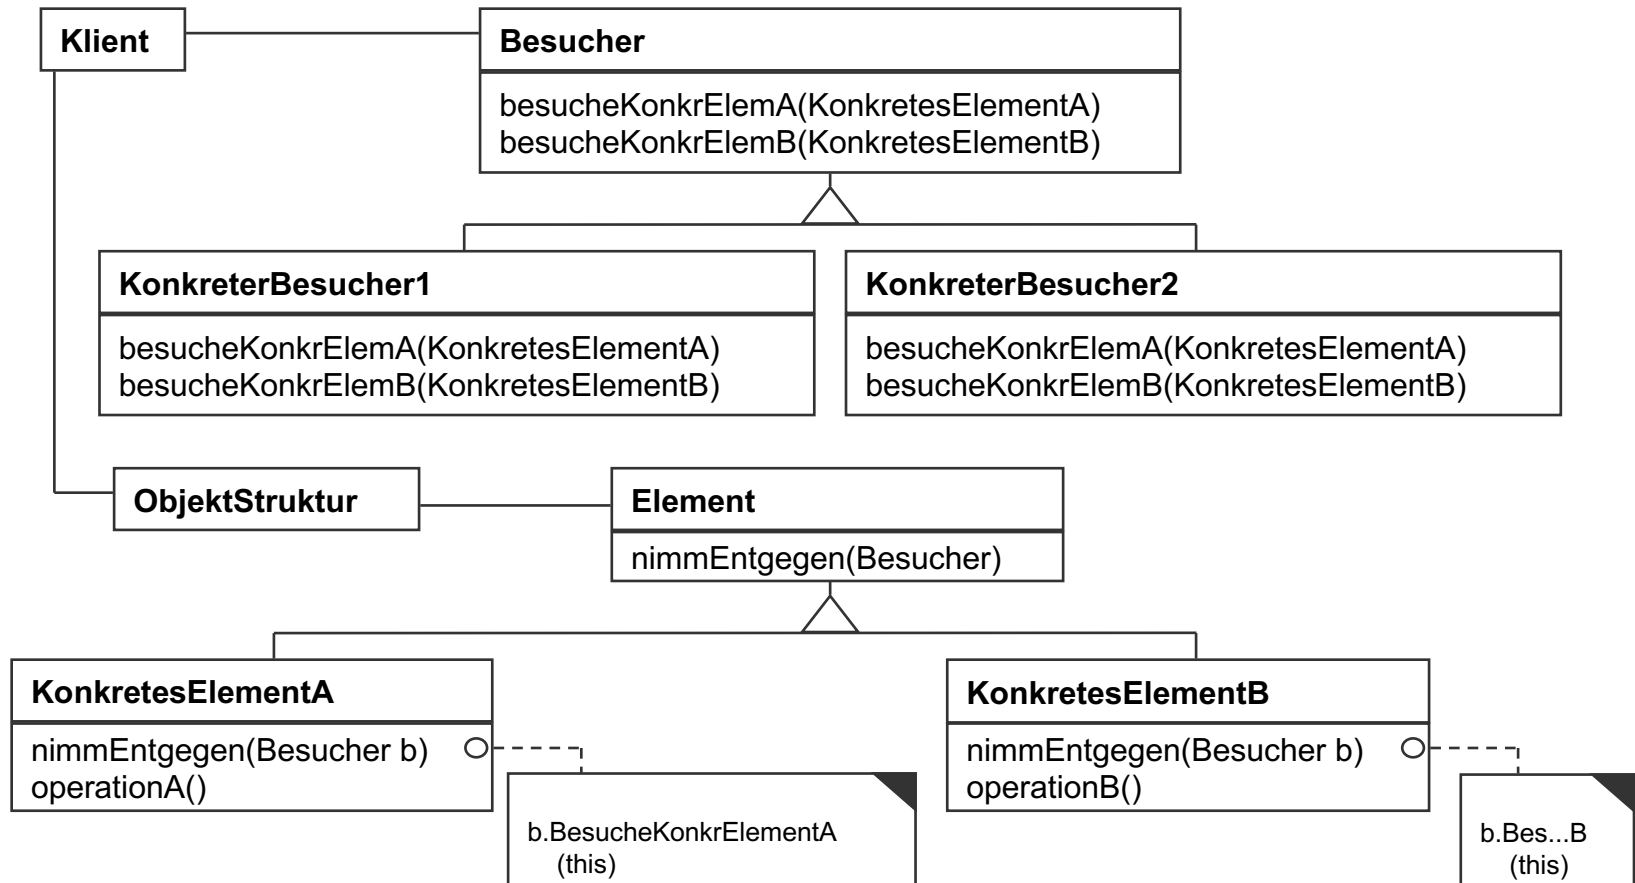 Klient
Besucher
besucheKonkrElemA(KonkretesElementA)
besucheKonkrElemB(KonkretesElementB)
KonkreterBesucher1
besucheKonkrElemA(KonkretesElementA)
besucheKonkrElemB(KonkretesElementB)
KonkreterBesucher2
besucheKonkrElemA(KonkretesElementA)
besucheKonkrElemB(KonkretesElementB)
ObjektStruktur
Element
nimmEntgegen(Besucher)
KonkretesElementA
nimmEntgegen(Besucher b)
operationA()
b.BesucheKonkrElementA
(this)
KonkretesElementB
nimmEntgegen(Besucher b)
operationB()
b.Bes...B
(this)